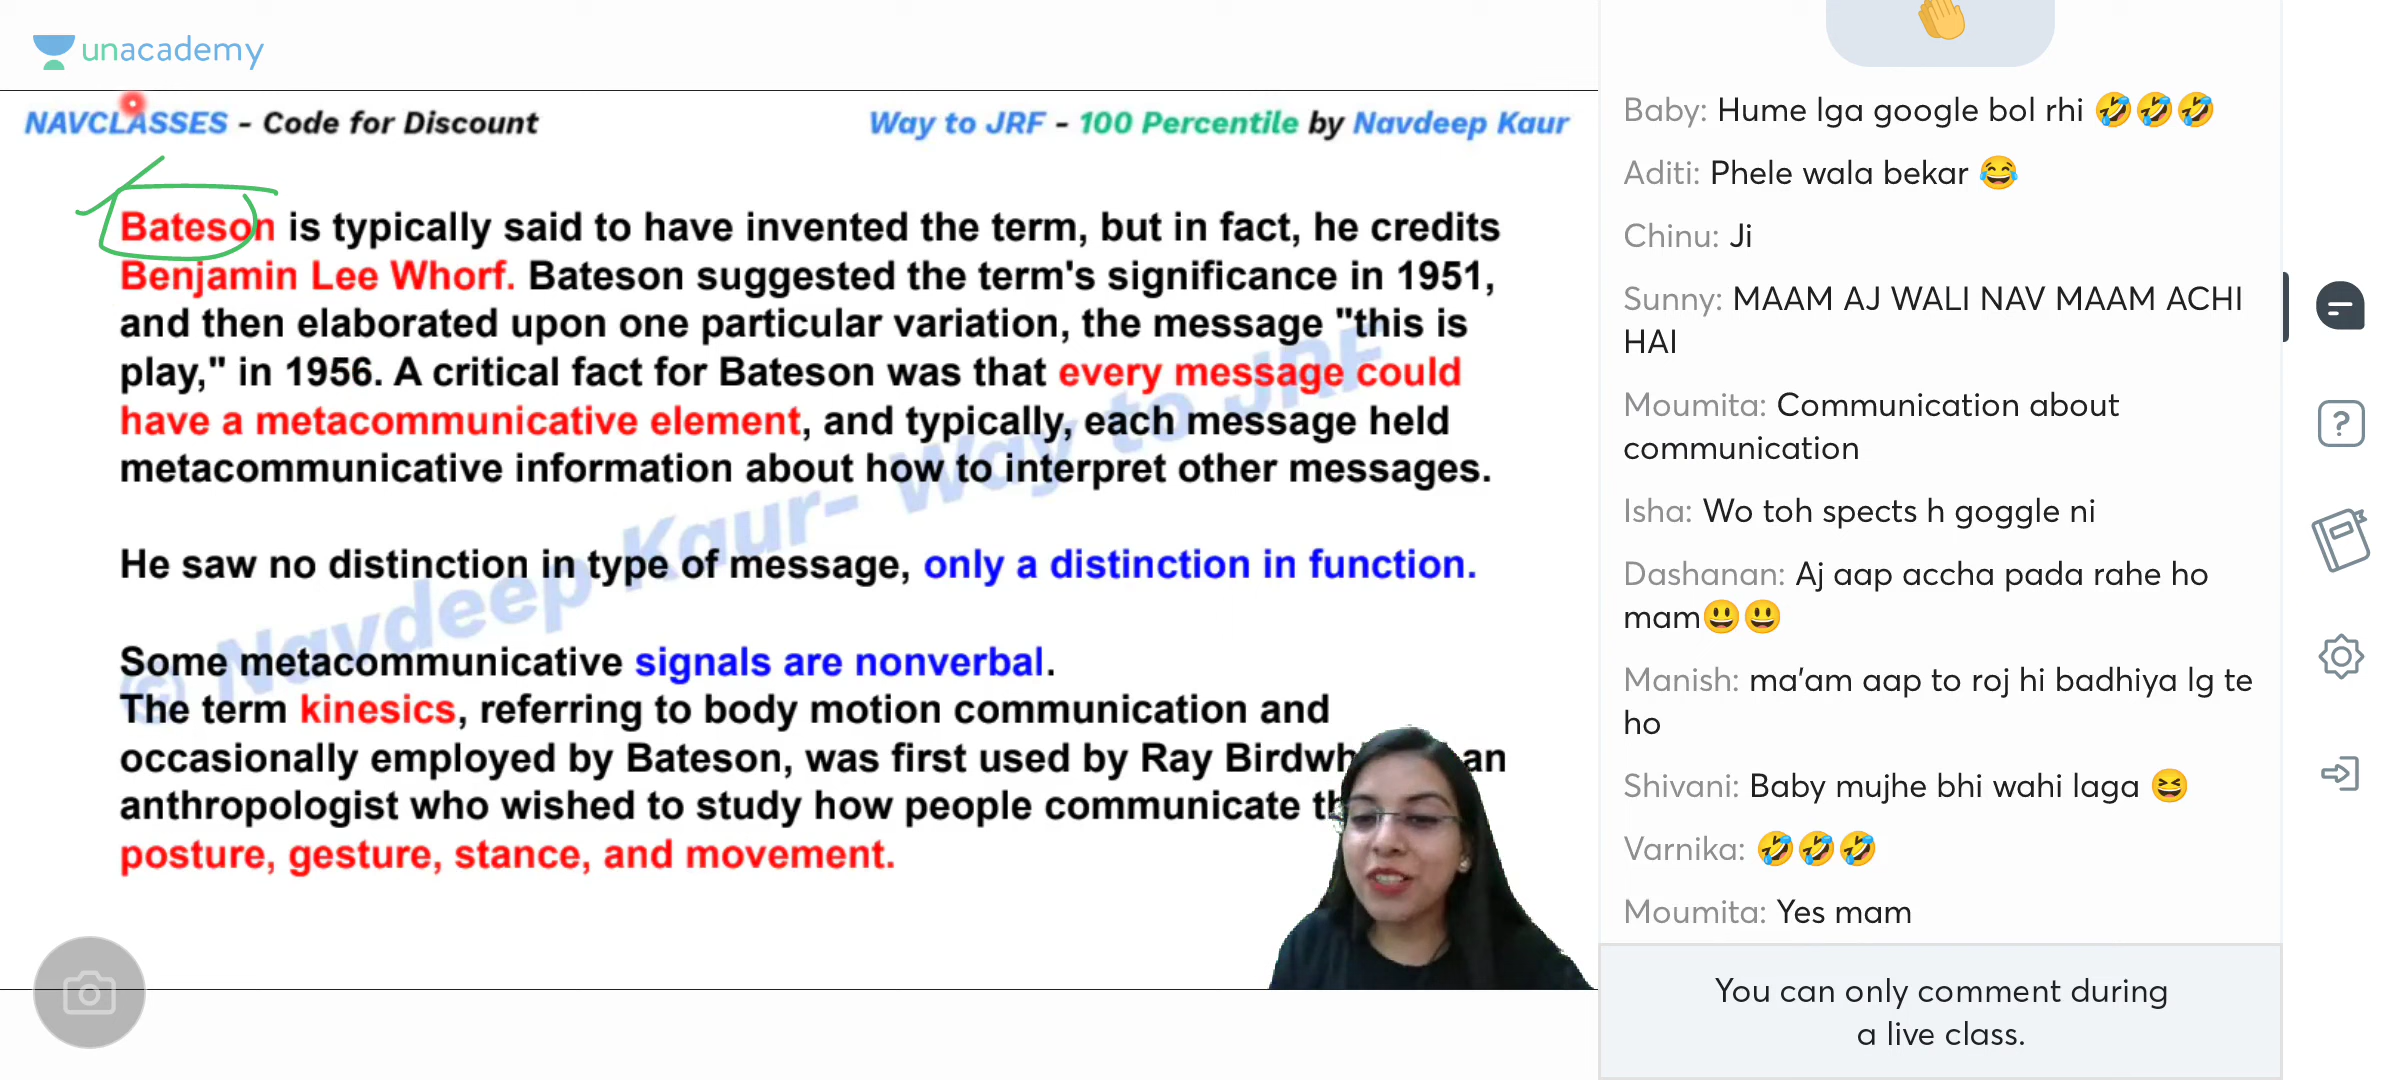 unacademy
NAVCLASSES - Code for Discount
Way to JRF - 100 Percentile by Navdeep Kaur
Bateson is typically said to have invented the term, but in fact, he credits
Benjamin Lee Whorf. Bateson suggested the term's significance in 1951,
and then elaborated upon one particular variation, the message "this is
play," in 1956. A critical fact for Bateson was that every message could
have a metacommunicative element, and typically, each message held
metacommunicative information about how to interpret other messages.
He saw no distinction in type of message, only a distinction in function.
Some metacommunicative signals are nonverbal.
The term kinesics, referring to body motion communication and
occasionally employed by Bateson, was first used by Ray an
anthropologist who wished to study how people communicate
posture, gesture, stance, and movement.
© Navdeep Kaur- Way to JRF
Baby: Hume lga google bol rhi 🤣🤣🤣
Aditi: Phele wala bekar 😂
Chinu: Ji
Sunny: MAAM AJ WALI NAV MAAM ACHI
HAI
Moumita: Communication about
communication
Isha: Wo toh spects h goggle ni
Dashanan: Aj aap accha pada rahe ho
mam😃😃
Manish: ma'am aap to roj hi badhiya lg te
ho
Shivani: Baby mujhe bhi wahi laga 😆
Varnika: 🤣🤣🤣
Moumita: Yes mam
You can only comment during
a live class.